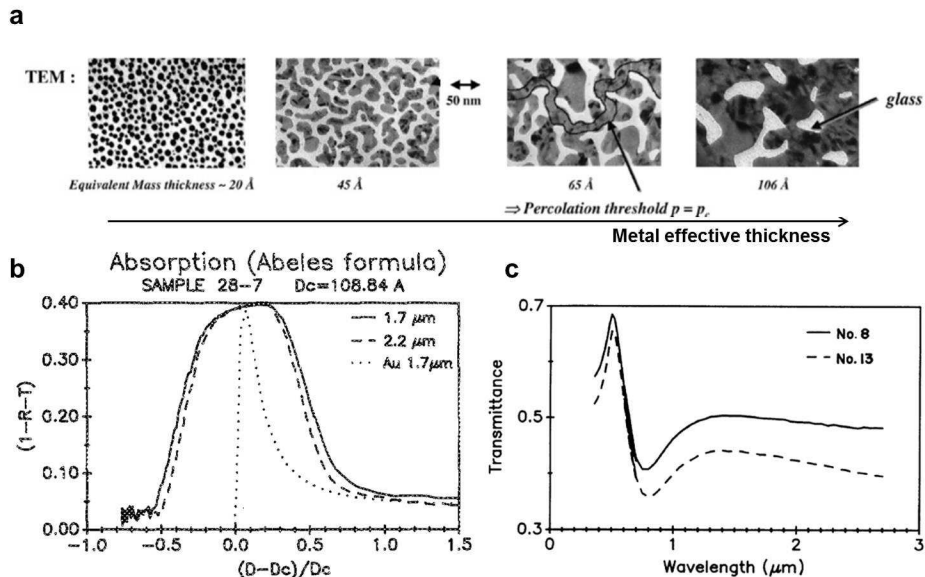 a
TEM :
50 nm
glass
Equivalent Mass thickness ~ 20 Å
45 Å
65 Å
106 Å
⇒ Percolation threshold p = pc
Metal effective thickness
b
Absorption (Abeles formula)
SAMPLE 28--7 Dc=108.84 A
1.7 μm
2.2 μm
Au 1.7μm
0.40
0.30
0.20
0.10
0.00
(1-R-T)
-1.0 -0.5 0.0 0.5 1.0 1.5
(D-Dc)/Dc
c
0.7
0.5
0.3
Transmittance
No. 8
No. 13
0 1 2 3
Wavelength (μm)